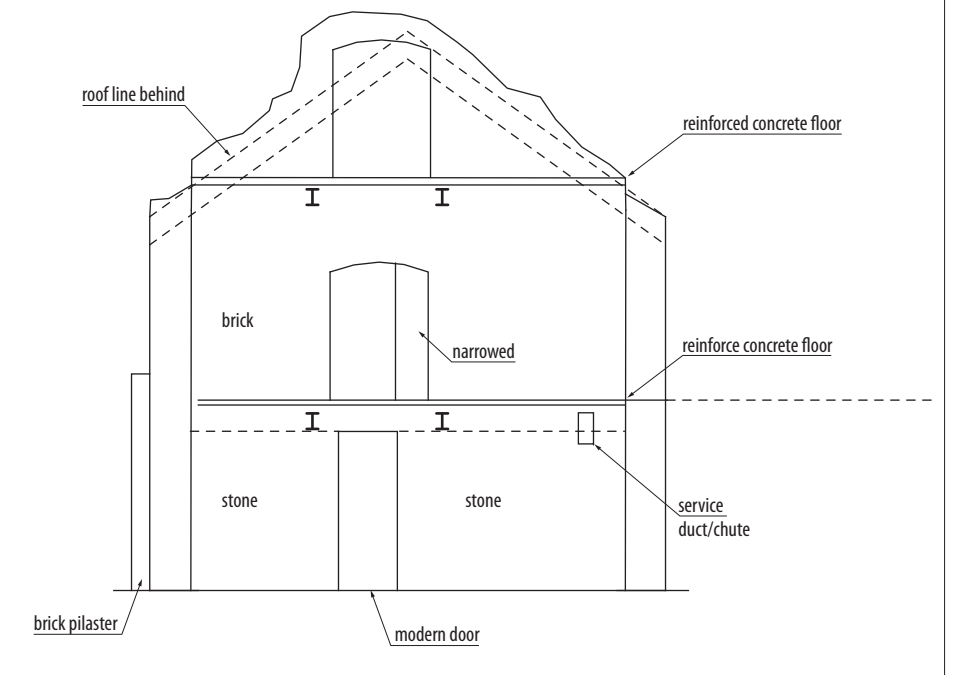 roof line behind
reinforced concrete floor
brick
narrowed
reinforce concrete floor
stone
stone
service
duct/chute
brick pilaster
modern door